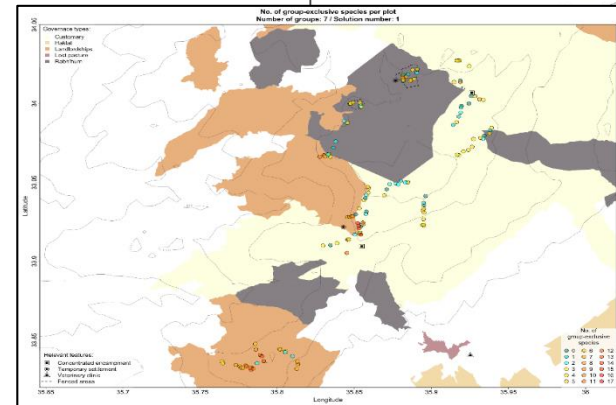 No. of group-exclusive species per plot
Number of groups: 7 / Solution number: 1
Governance types:
Customary
Haklal
Landlordships
Lost pasture
Relevant features:
Concentrated encampment
Temporary settlement
Veterinary clinic
Fenced areas
No. of
group-exclusive
species
0 6 12
1 7 13
2 8 14
3 9 15
4 10 16
5 11 17
Latitude
34
33.95
33.9
33.85
35.65 35.7 35.75 35.8 35.85 35.9 35.95 35
Longitude